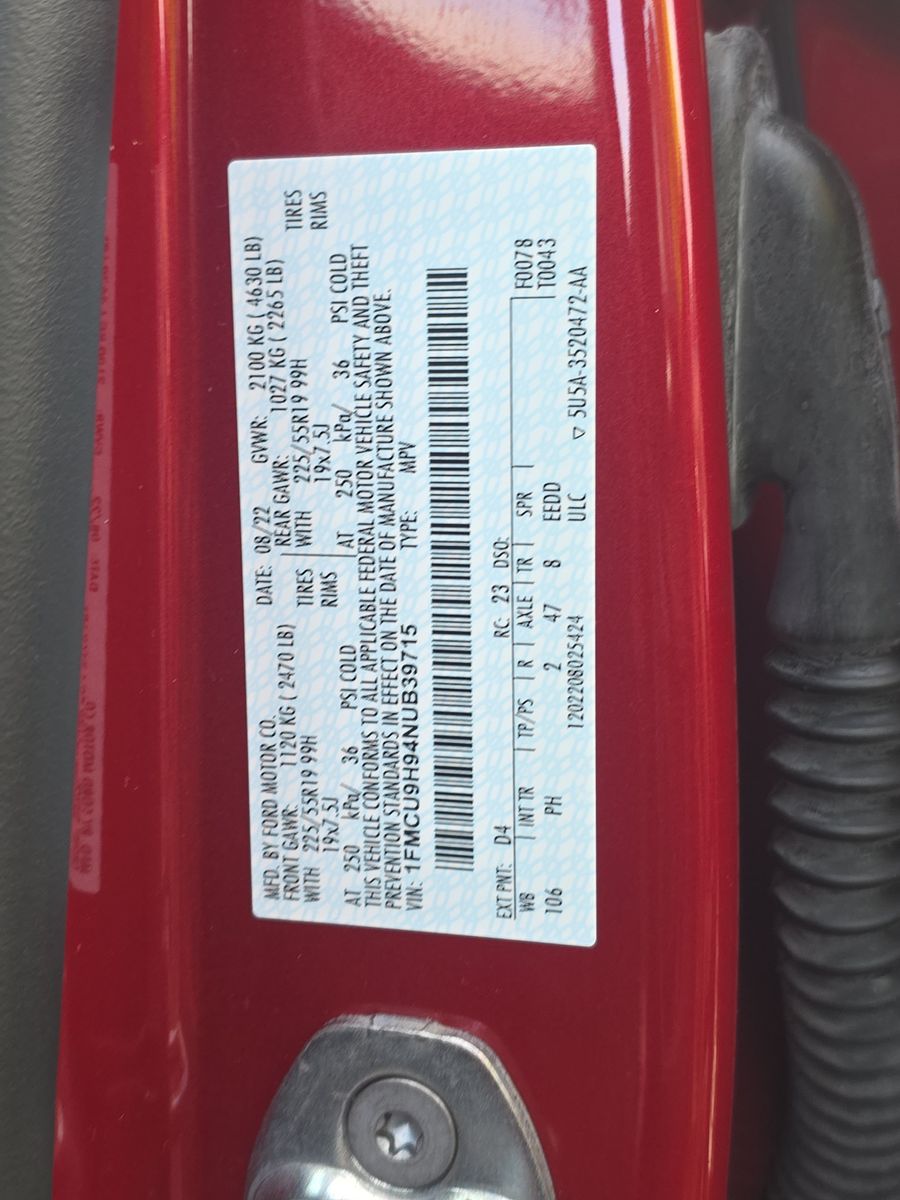 MFD. BY FORD MOTOR CO. DATE: 08/22 GVWR: 2100 KG ( 4630 LB)
FRONT GAWR: 1120 KG ( 2470 LB) REAR GAWR: 1027 KG ( 2265 LB)
WITH 225/55R19 99H TIRES WITH 225/55R19 99H TIRES
19x7.5J RIMS 19x7.5J RIMS
AT 250 kPa/ 36 PSI COLD AT 250 kPa/ 36 PSI COLD
THIS VEHICLE CONFORMS TO ALL APPLICABLE FEDERAL MOTOR VEHICLE SAFETY AND THEFT
PREVENTION STANDARDS IN EFFECT ON THE DATE OF MANUFACTURE SHOWN ABOVE.
VIN: 1FMCU9H94NUB39715 TYPE: MPV
EXT PNT: D4 RC: 23 DSO: F0078
WB INT TR TP/PS R AXLE TR SPR T0043
106 PH 2 47 8 EEDD
1202208025424 ULC ▽ 5U5A-3520472-AA